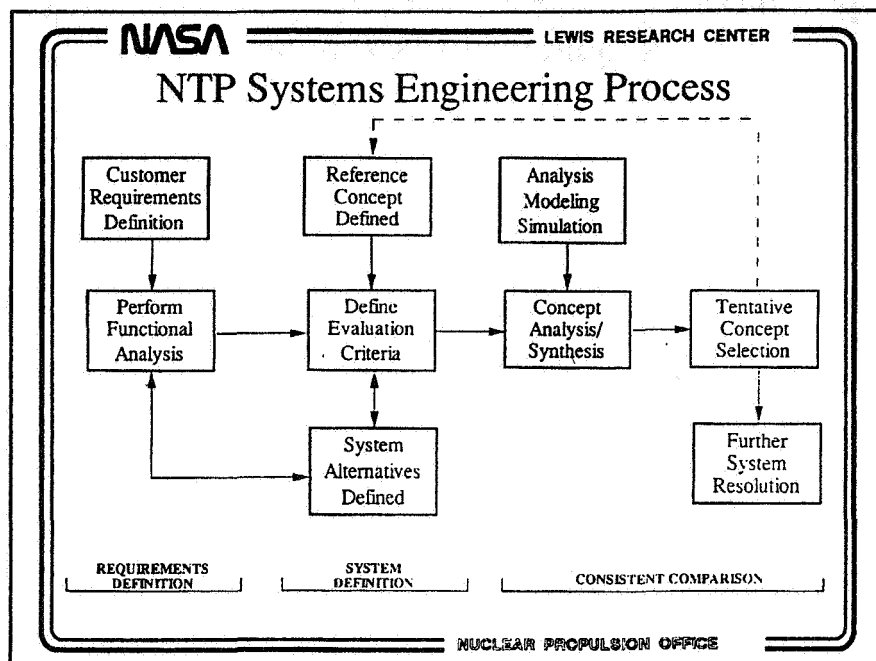 NASA
LEWIS RESEARCH CENTER
NTP Systems Engineering Process
Customer
Requirements
Definition
Reference
Concept
Defined
Analysis
Modeling
Simulation
Perform
Functional
Analysis
Define
Evaluation
Criteria
Concept
Analysis/
Synthesis
Tentative
Concept
Selection
System
Alternatives
Defined
Further
System
Resolution
REQUIREMENTS
DEFINITION
SYSTEM
DEFINITION
CONSISTENT COMPARISON
NUCLEAR PROPULSION OFFICE